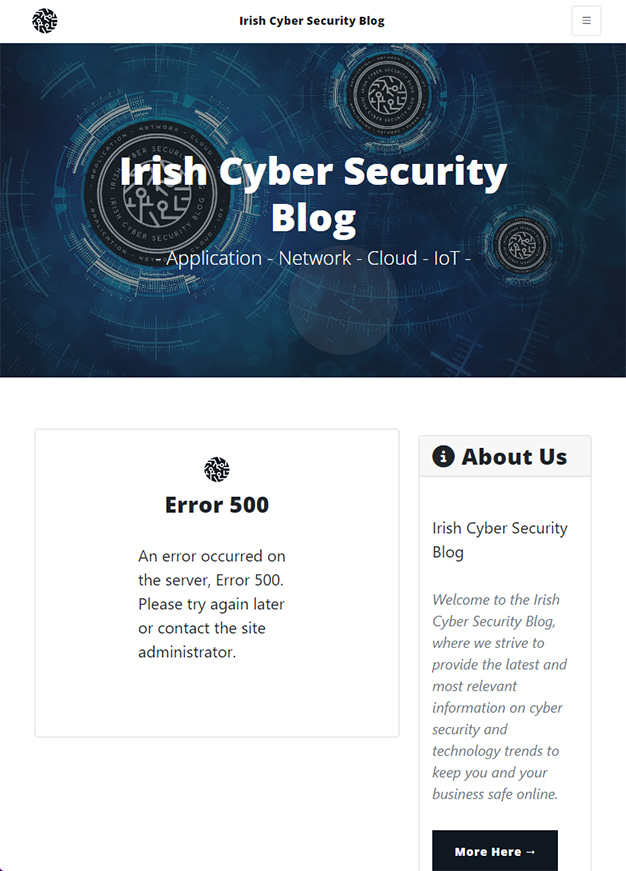 Irish Cyber Security Blog
Irish Cyber Security
Blog
- Application - Network - Cloud - IoT -
Error 500
An error occurred on
the server, Error 500.
Please try again later
or contact the site
administrator.
About Us
Irish Cyber Security
Blog
Welcome to the Irish
Cyber Security Blog,
where we strive to
provide the latest and
most relevant
information on cyber
security and
technology trends to
keep you and your
business safe online.
More Here →